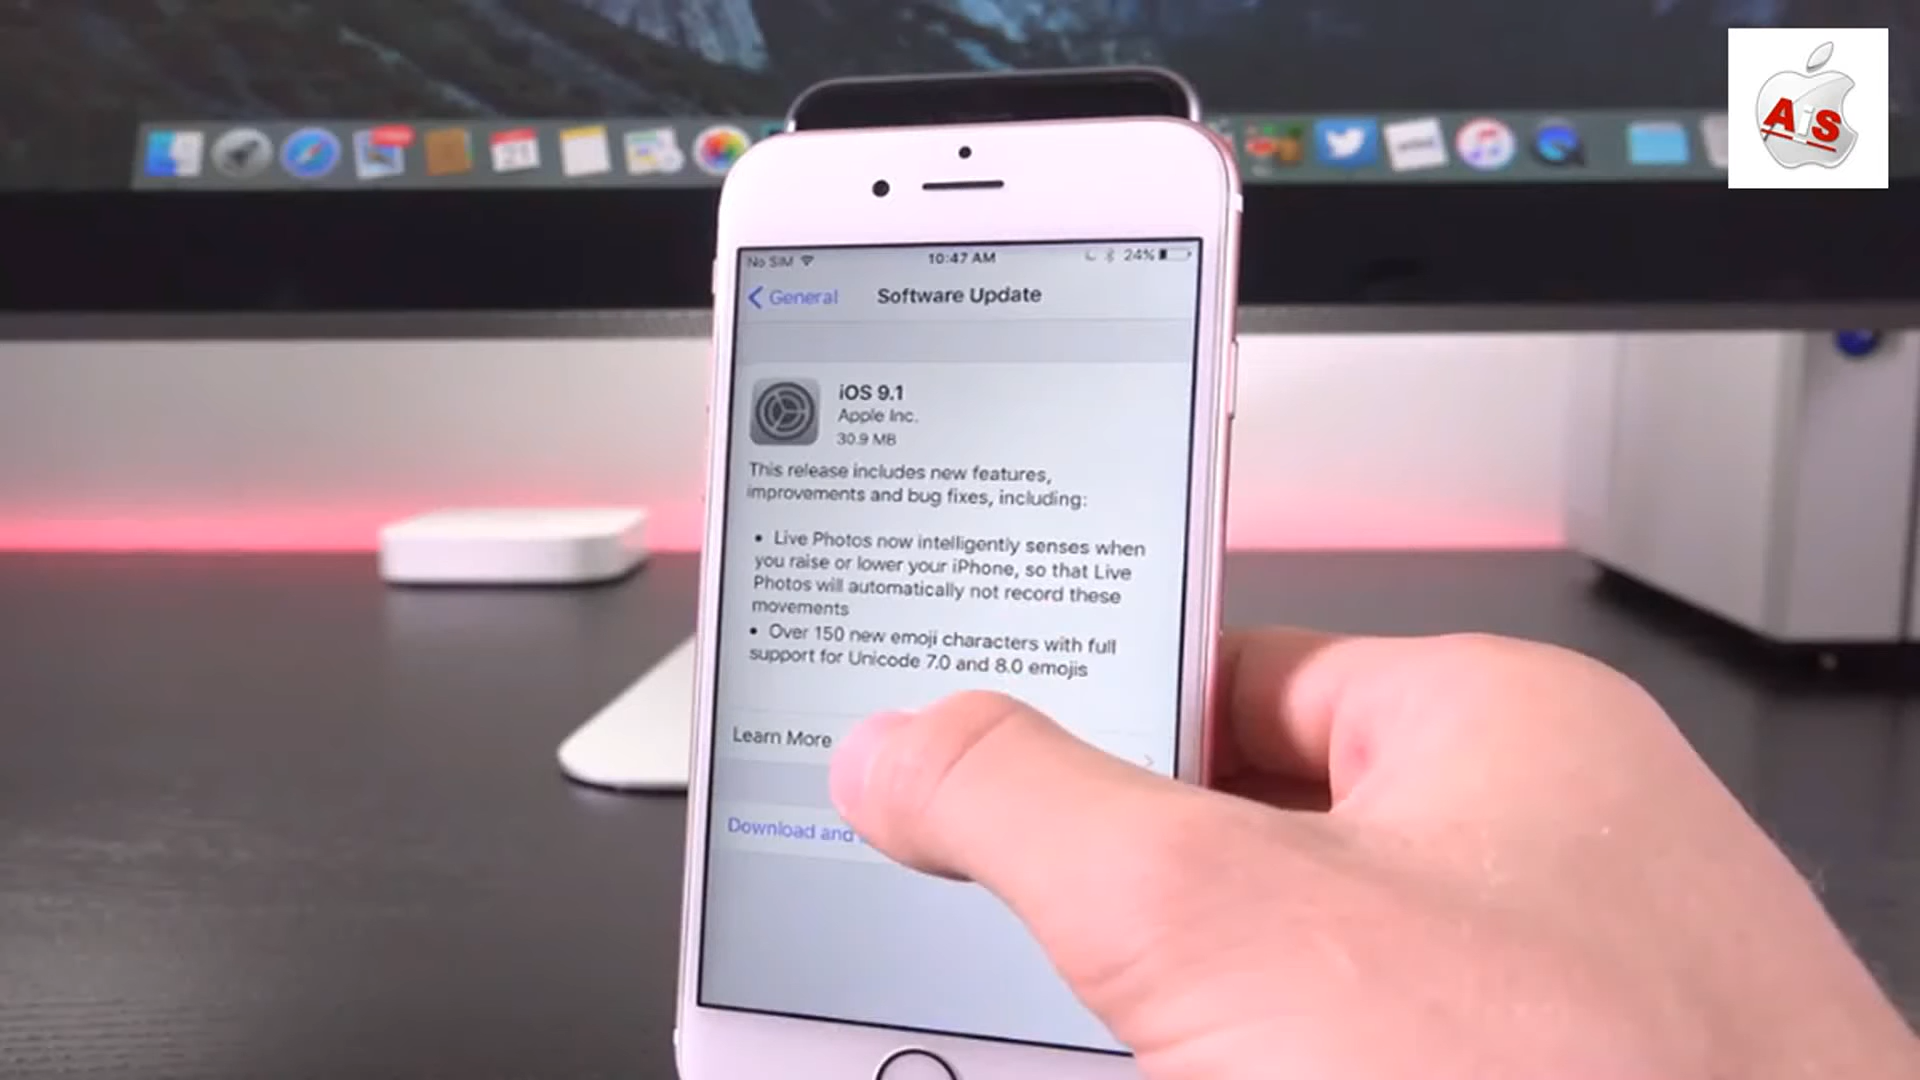 AiS
21
No SIM 10:47 AM 24%
General Software Update
iOS 9.1
Apple Inc.
30.9 MB
This release includes new features,
improvements and bug fixes, including:
• Live Photos now intelligently senses when
you raise or lower your iPhone, so that Live
Photos will automatically not record these
movements
• Over 150 new emoji characters with full
support for Unicode 7.0 and 8.0 emojis
Learn More
Download and